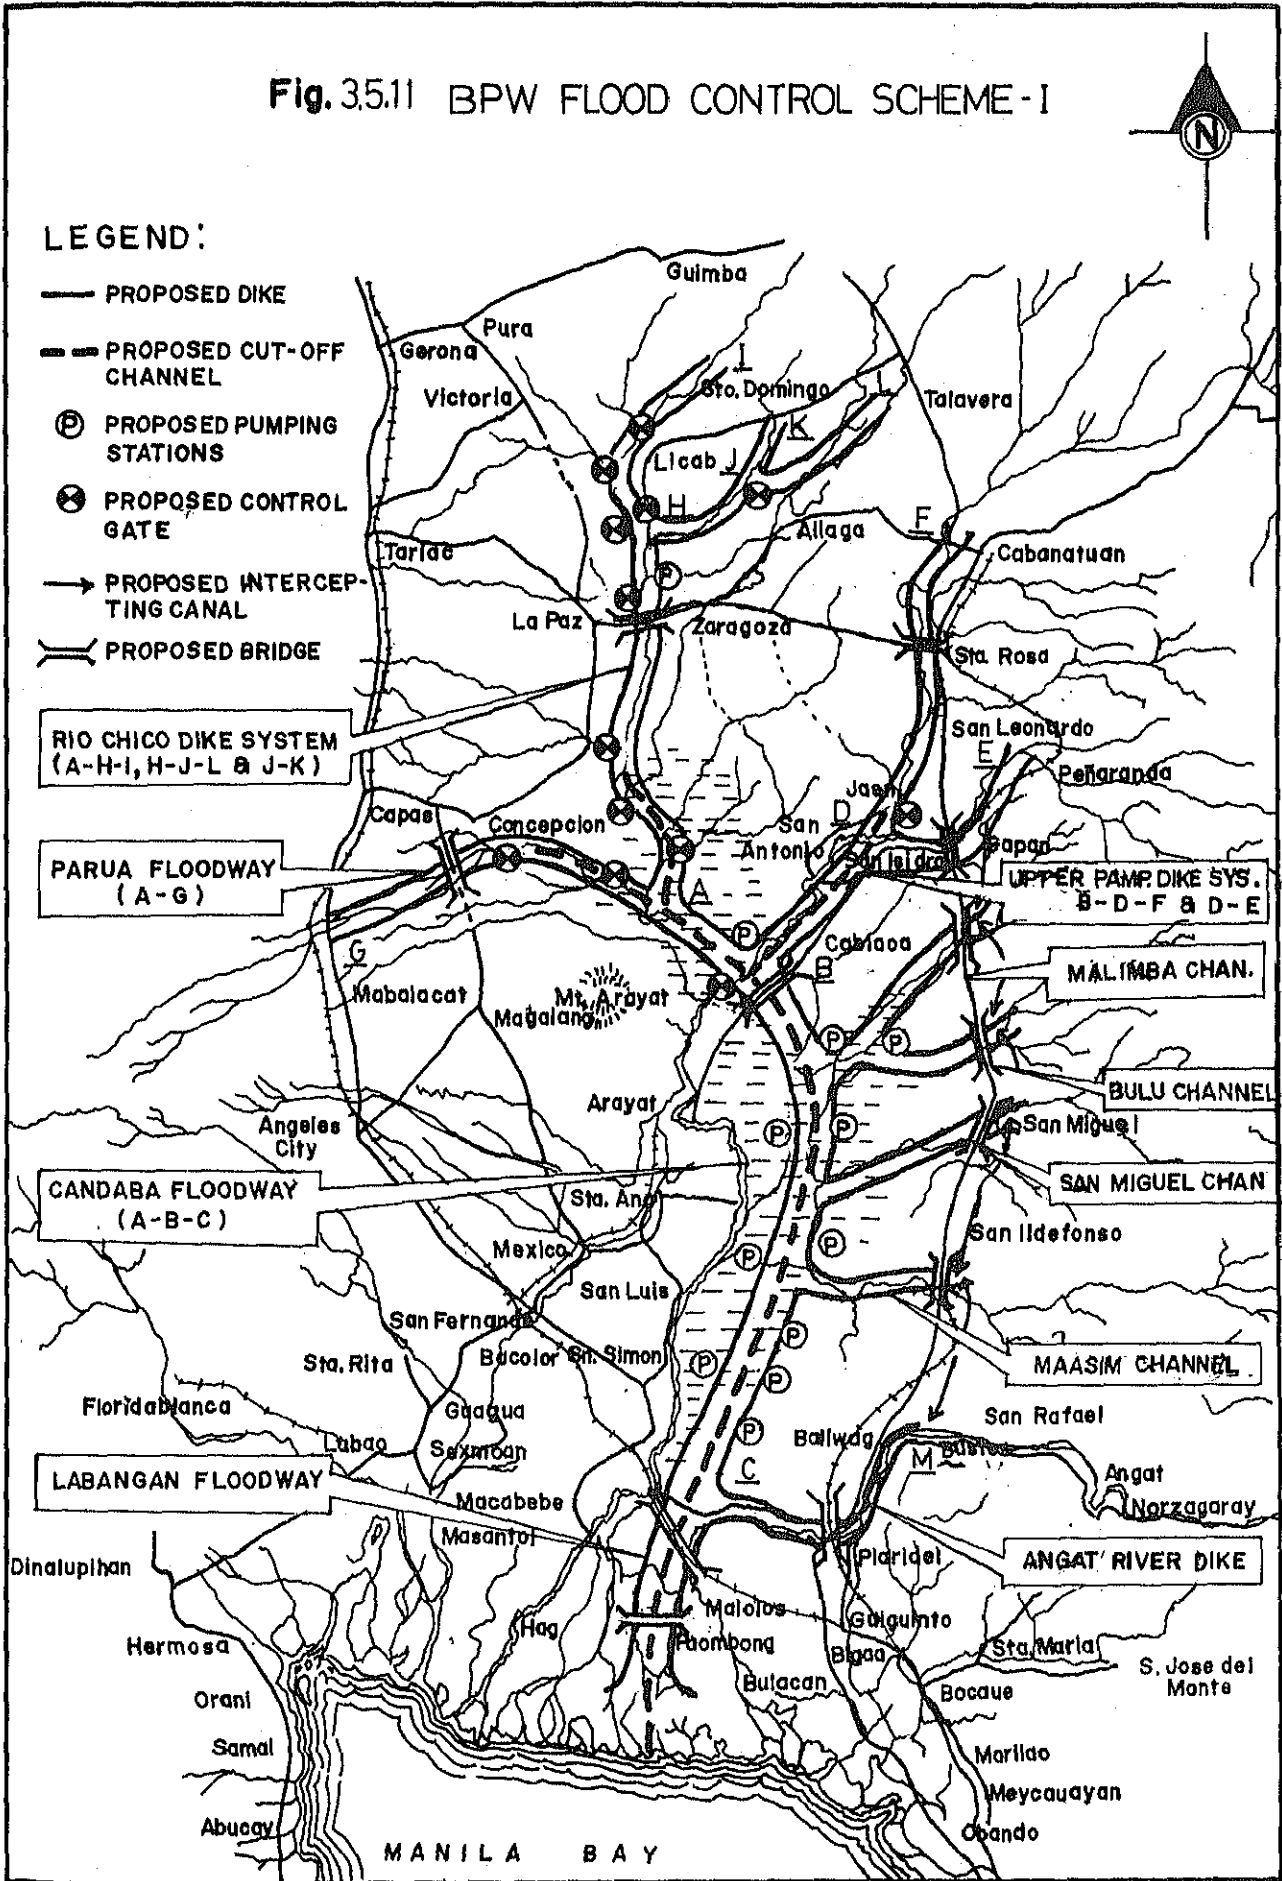 Fig. 3.5.11 BPW FLOOD CONTROL SCHEME - I
N
LEGEND:
PROPOSED DIKE
PROPOSED CUT-OFF
CHANNEL
P PROPOSED PUMPING
STATIONS
PROPOSED CONTROL
GATE
PROPOSED INTERCEP-
TING CANAL
PROPOSED BRIDGE
Guimba
Pura
Gerona
Victoria
I
Sto. Domingo
L
Talavera
K
Licab
J
H
Aliaga
F
Tarlac
Cabanatuan
P
La Paz
Zaragoza
Sta. Rosa
RIO CHICO DIKE SYSTEM
(A-H-I, H-J-L & J-K)
San Leonardo
E
Peñaranda
Jaen
Capas
Concepcion
San
Antonio
D
San Isidro
Gapan
PARUA FLOODWAY
(A-G)
A
UPPER PAMP. DIKE SYS.
B-D-F & D-E
P
Cabiaoa
G
B
MALIMBA CHAN.
Mabalacat
Mt. Arayat
Magalang
P
P
BULU CHANNEL
Arayat
Angeles
City
P
P
San Miguel
CANDABA FLOODWAY
(A-B-C)
Sta. Ana
SAN MIGUEL CHAN
San Ildefonso
Mexico
P
P
San Luis
San Fernando
P
Sta. Rita
Bacolor
Sn. Simon
P
P
MAASIM CHANNEL
Floridablanca
Guagua
San Rafael
Lubao
Sexmoan
P
Baliwag
M
Bustos
LABANGAN FLOODWAY
C
Angat
Macabebe
Norzagaray
Masantol
Dinalupihan
Plaridel
ANGAT RIVER DIKE
Malolos
Hag
Guiguinto
Hermosa
Paombong
Bigaa
Sta. Maria
S. Jose del
Monte
Orani
Bulacan
Bocaue
Samal
Marilao
Meycauayan
Abucay
Obando
MANILA BAY